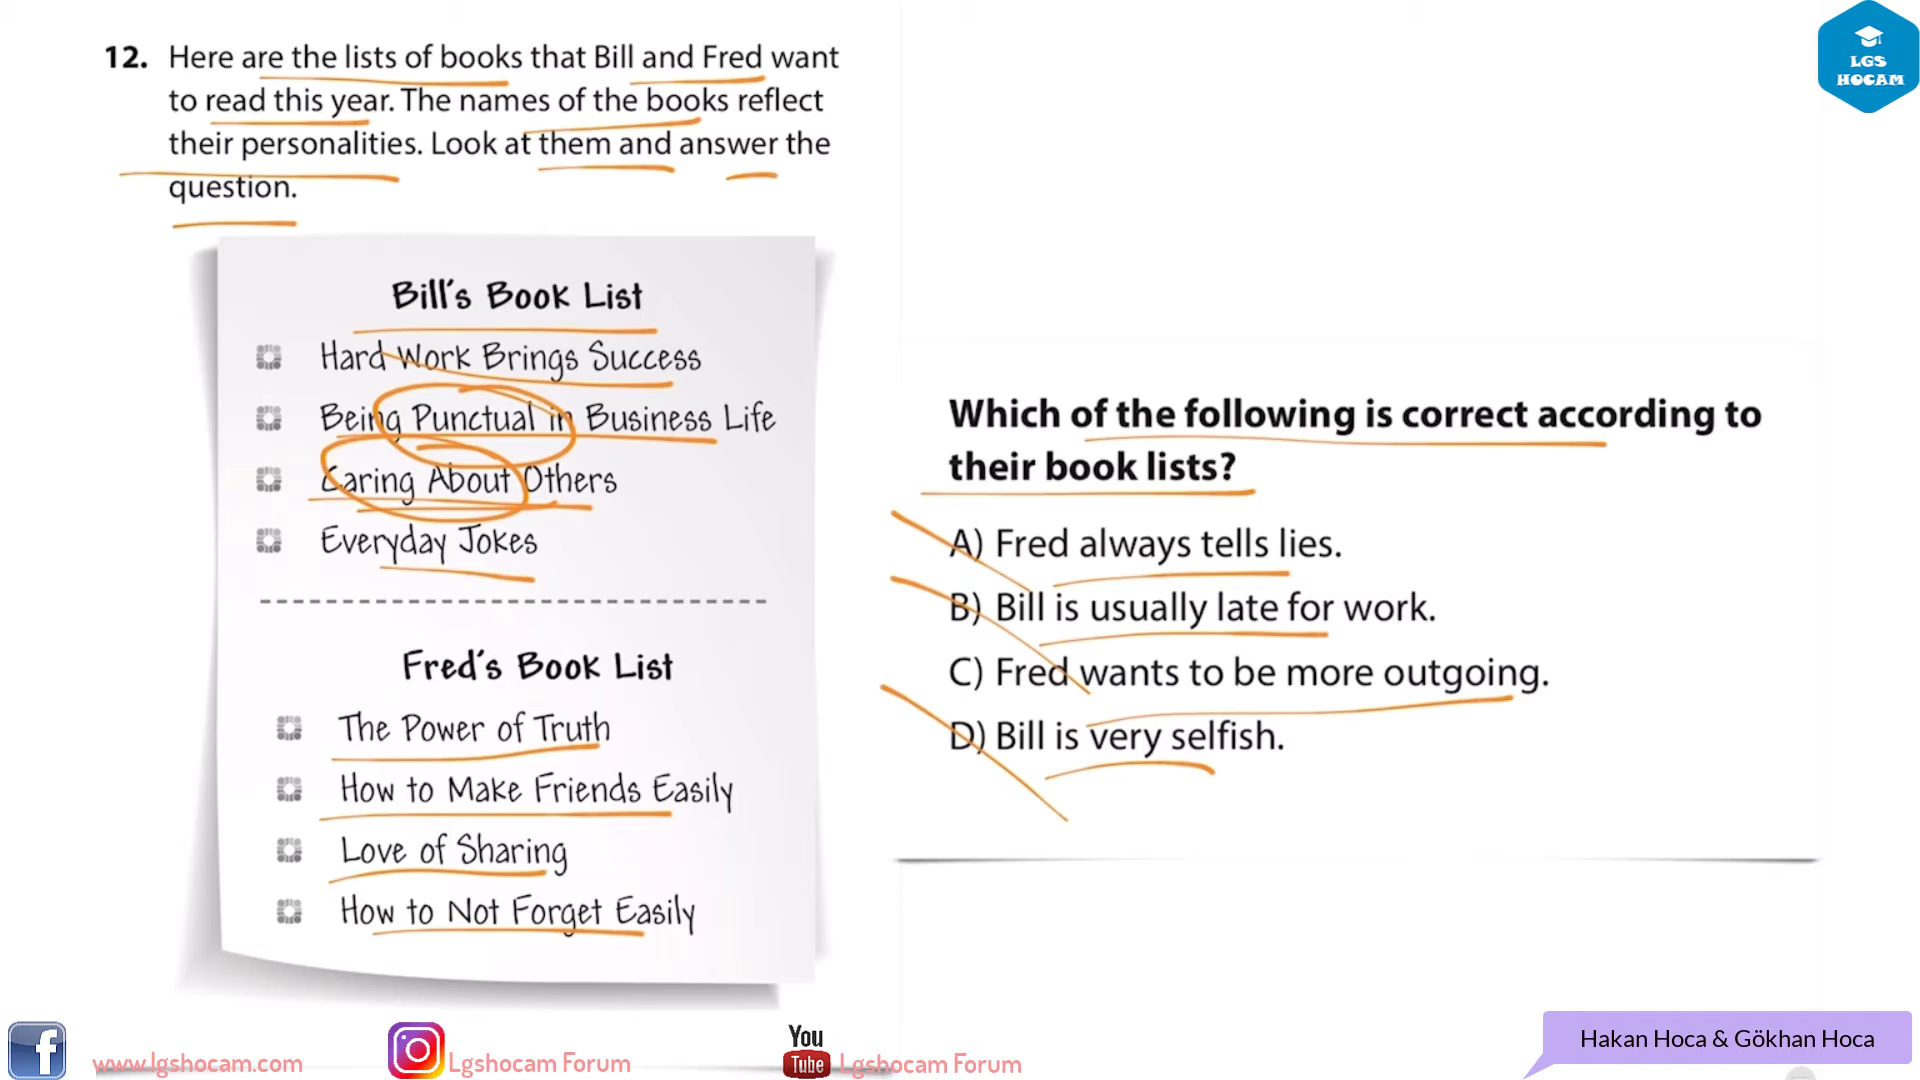 12. Here are the lists of books that Bill and Fred want
to read this year. The names of the books reflect
their personalities. Look at them and answer the
question.
Bill's Book List
Hard Work Brings Success
Being Punctual in Business Life
Caring About Others
Everyday Jokes
Fred's Book List
The Power of Truth
How to Make Friends Easily
Love of Sharing
How to Not Forget Easily
LGS
HOCAM
Which of the following is correct according to
their book lists?
A) Fred always tells lies.
B) Bill is usually late for work.
C) Fred wants to be more outgoing.
D) Bill is very selfish.
www.lgshocam.com
Lgshocam Forum
You
Tube
Lgshocam Forum
Hakan Hoca & Gökhan Hoca